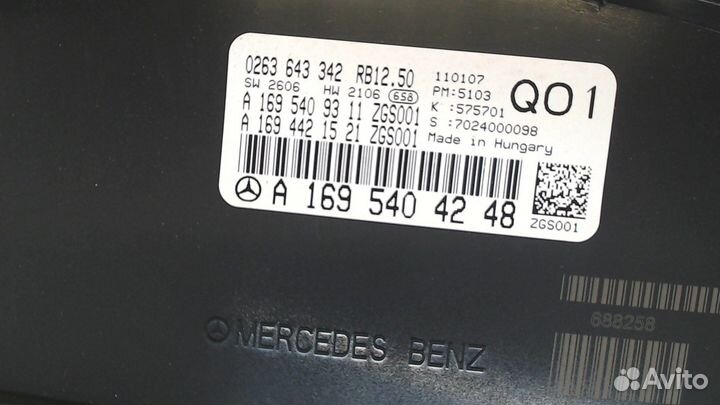 0263 643 342 RB12.50 110107 Q01
SW 2606 HW 2106 658 PM:5103
A 169 540 93 11 ZGS001 K :575701
A 169 442 15 21 ZGS001 S :7024000098
Made in Hungary
A 169 540 42 48
ZGS001
688258
MERCEDES BENZ
Avito